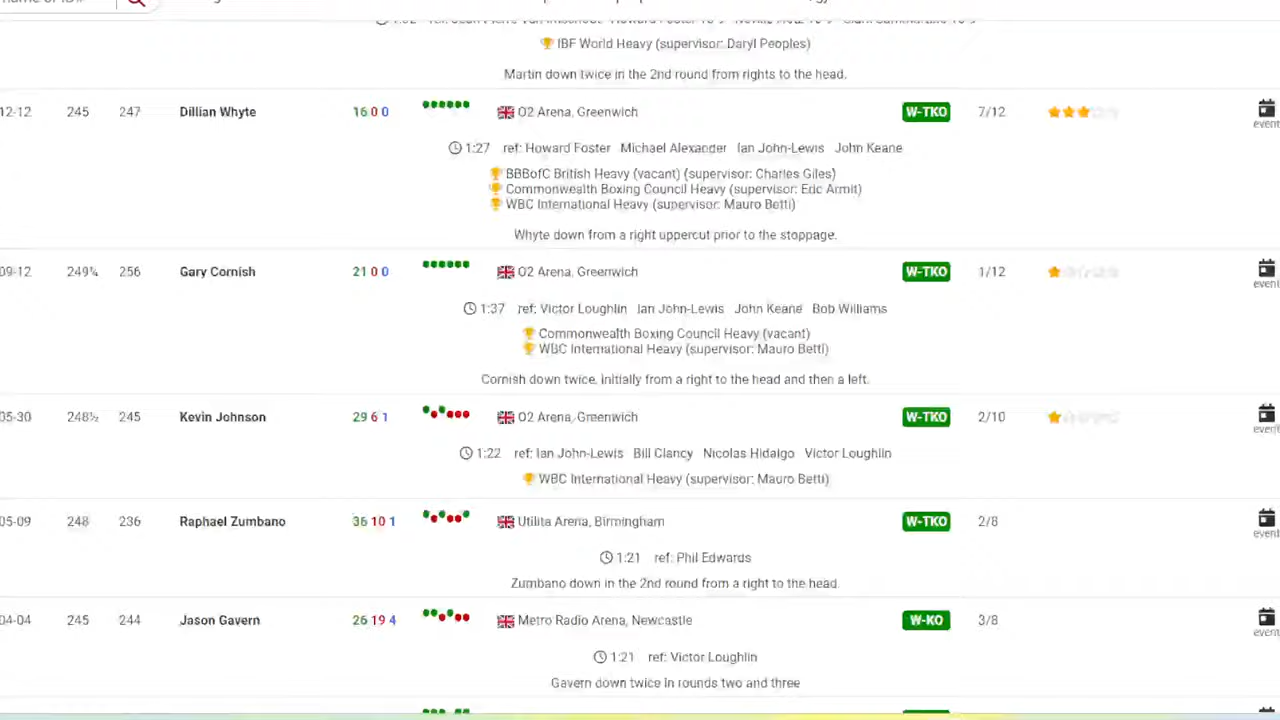 IBF World Heavy (supervisor: Daryl Peoples)
Martin down twice in the 2nd round from rights to the head.
12-12 245 247 Dillian Whyte 16 0 0 O2 Arena, Greenwich W-TKO 7/12
event
1:27 ref: Howard Foster Michael Alexander Ian John-Lewis John Keane
BBBofC British Heavy (vacant) (supervisor: Charles Giles)
Commonwealth Boxing Council Heavy (supervisor: Eric Armit)
WBC International Heavy (supervisor: Mauro Betti)
Whyte down from a right uppercut prior to the stoppage.
09-12 249¾ 256 Gary Cornish 21 0 0 O2 Arena, Greenwich W-TKO 1/12
event
1:37 ref: Victor Loughlin Ian John-Lewis John Keane Bob Williams
Commonwealth Boxing Council Heavy (vacant)
WBC International Heavy (supervisor: Mauro Betti)
Cornish down twice, initially from a right to the head and then a left.
05-30 248½ 245 Kevin Johnson 29 6 1 O2 Arena, Greenwich W-TKO 2/10
event
1:22 ref: Ian John-Lewis Bill Clancy Nicolas Hidalgo Victor Loughlin
WBC International Heavy (supervisor: Mauro Betti)
05-09 248 236 Raphael Zumbano 36 10 1 Utilita Arena, Birmingham W-TKO 2/8
event
1:21 ref: Phil Edwards
Zumbano down in the 2nd round from a right to the head.
04-04 245 244 Jason Gavern 26 19 4 Metro Radio Arena, Newcastle W-KO 3/8
event
1:21 ref: Victor Loughlin
Gavern down twice in rounds two and three